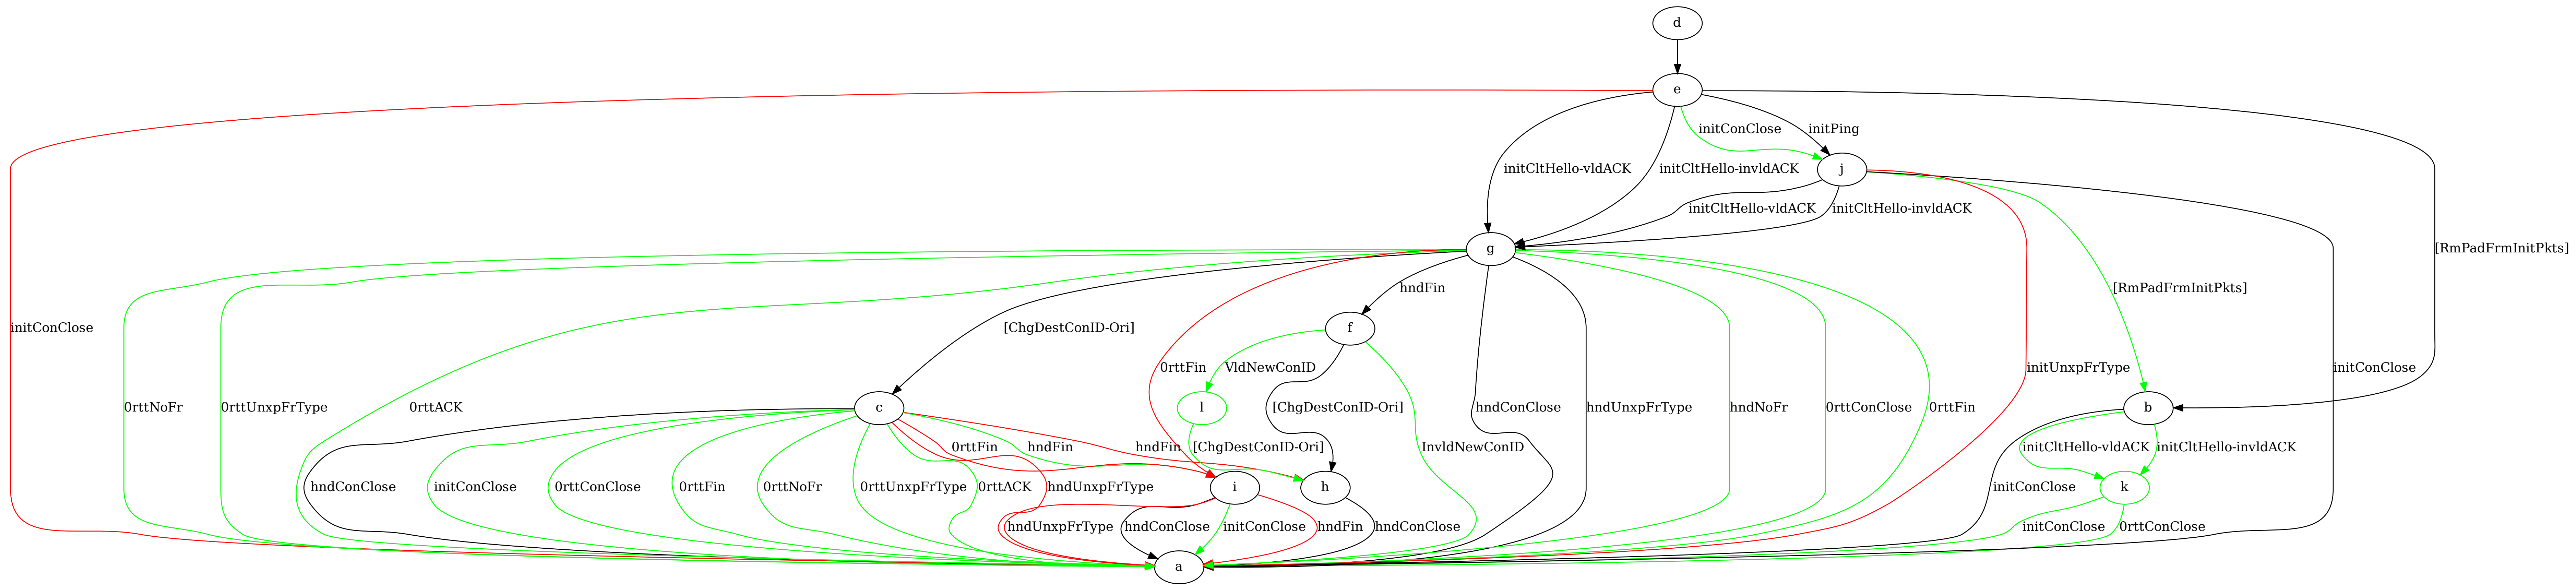 d
e
initConClose
initPing
j
initCltHello-vldACK
initCltHello-invldACK
initCltHello-vldACK
initCltHello-invldACK
g
[RmPadFrmInitPkts]
hndFin
[RmPadFrmInitPkts]
initConClose
[ChgDestConID-Ori]
f
0rttFin
VldNewConID
initUnxpFrType
initConClose
0rttNoFr
0rttUnxpFrType
0rttACK
c
l
[ChgDestConID-Ori]
hndConClose
hndUnxpFrType
hndNoFr
0rttConClose
0rttFin
b
0rttFin
hndFin
hndFin
[ChgDestConID-Ori]
InvldNewConID
initCltHello-vldACK
initCltHello-invldACK
hndConClose
initConClose
0rttConClose
0rttFin
0rttNoFr
0rttUnxpFrType
0rttACK
hndUnxpFrType
i
h
initConClose
k
hndUnxpFrType
hndConClose
initConClose
hndFin
hndConClose
initConClose
0rttConClose
a